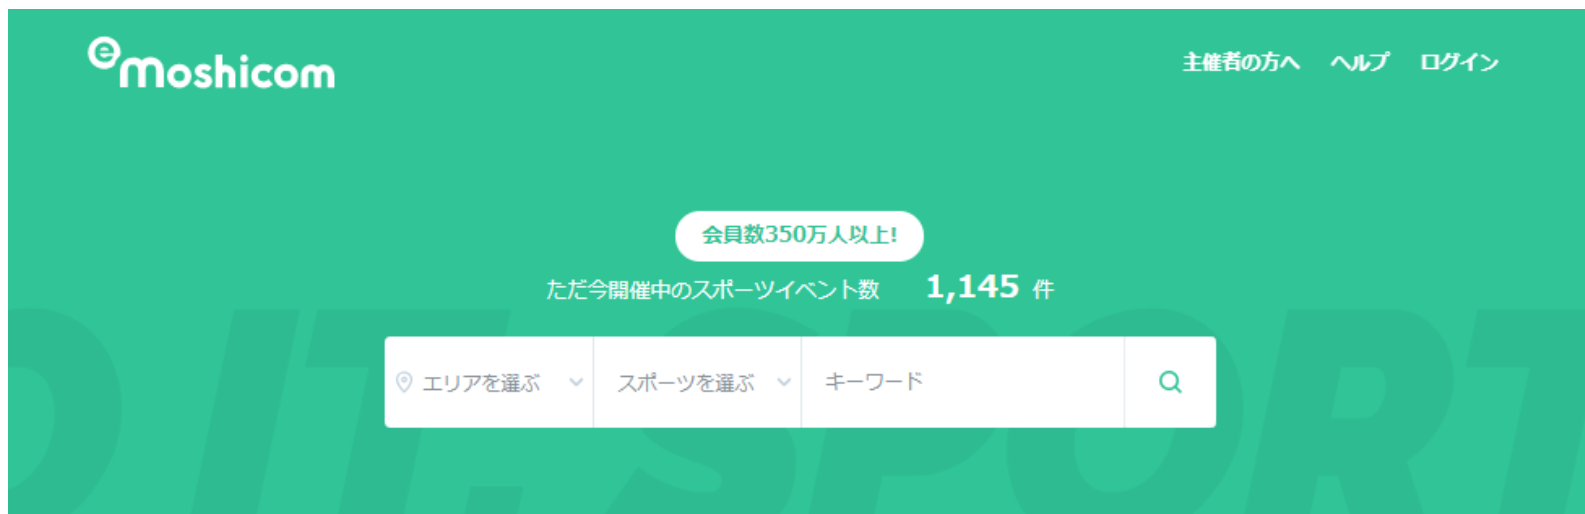 e moshicom
主催者の方へ ヘルプ ログイン
会員数350万人以上!
ただ今開催中のスポーツイベント数 1,145 件
エリアを選ぶ スポーツを選ぶ キーワード
O IT. SPORT